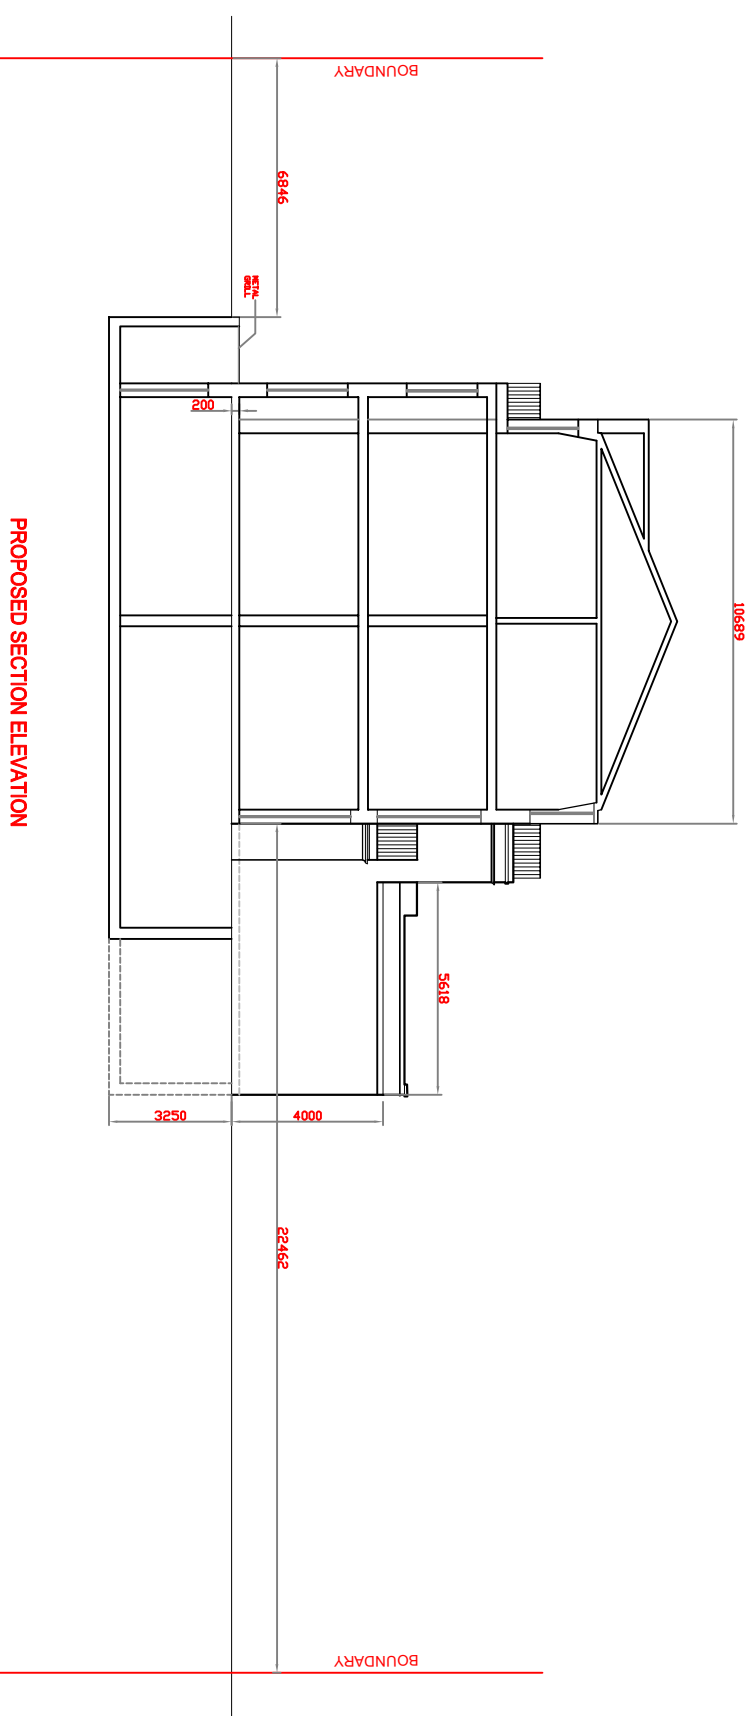 BOUNDARY
6846
METAL
GRILL
200
10689
PROPOSED SECTION ELEVATION
5618
3250
4000
22462
BOUNDARY